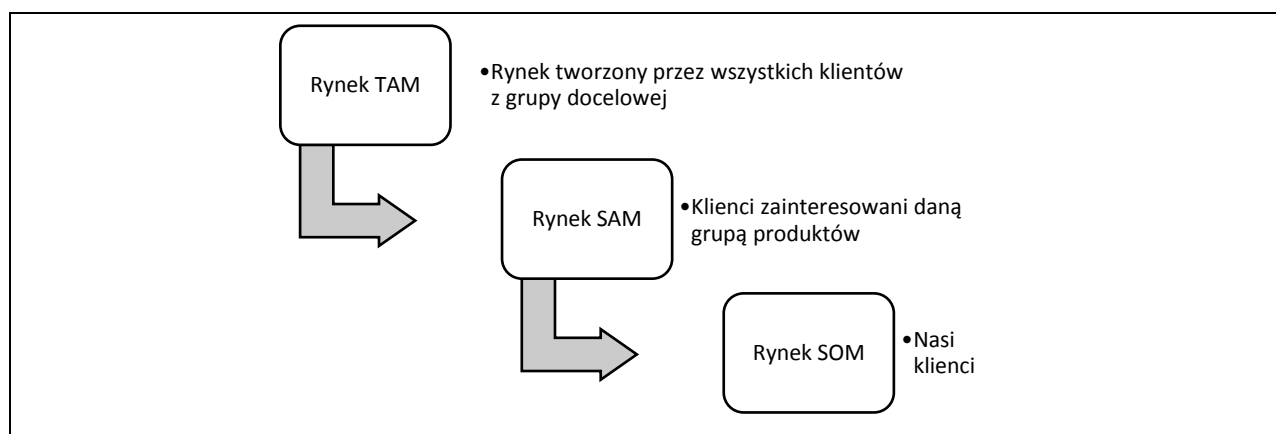 Rynek TAM
•Rynek tworzony przez wszystkich klientów
z grupy docelowej
Rynek SAM
•Klienci zainteresowani daną
grupą produktów
Rynek SOM
•Nasi
klienci